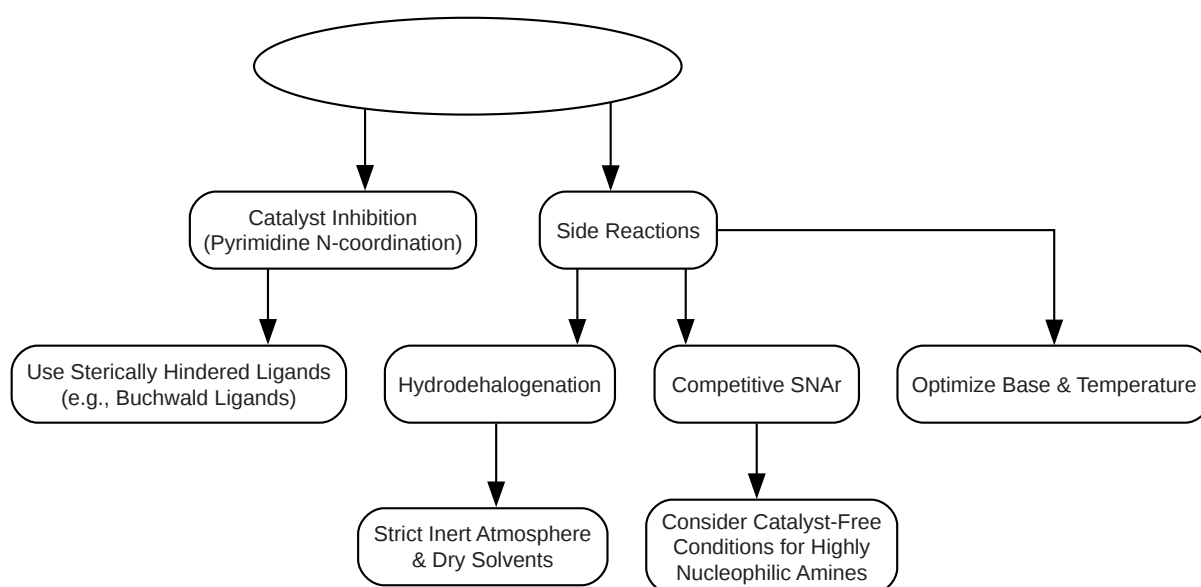 Catalyst Inhibition
(Pyrimidine N-coordination)
Side Reactions
Use Sterically Hindered Ligands
(e.g., Buchwald Ligands)
Hydrodehalogenation
Competitive SNAr
Optimize Base & Temperature
Strict Inert Atmosphere
& Dry Solvents
Consider Catalyst-Free
Conditions for Highly
Nucleophilic Amines